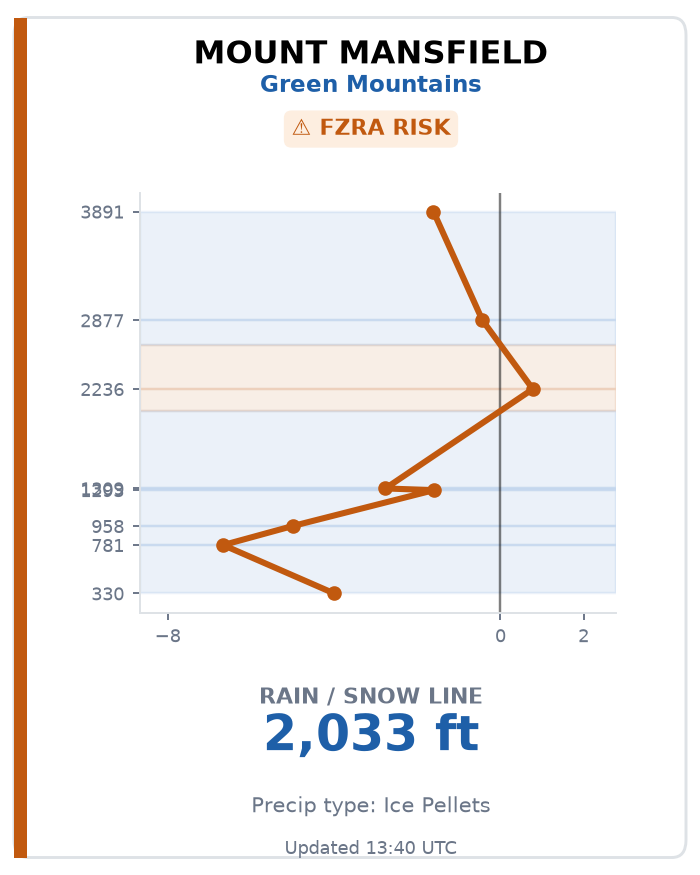 MOUNT MANSFIELD
Green Mountains
⚠ FZRA RISK
3891
2877
2236
1309
958
781
330
−8 0 2
RAIN / SNOW LINE
2,033 ft
Precip type: Ice Pellets
Updated 13:40 UTC